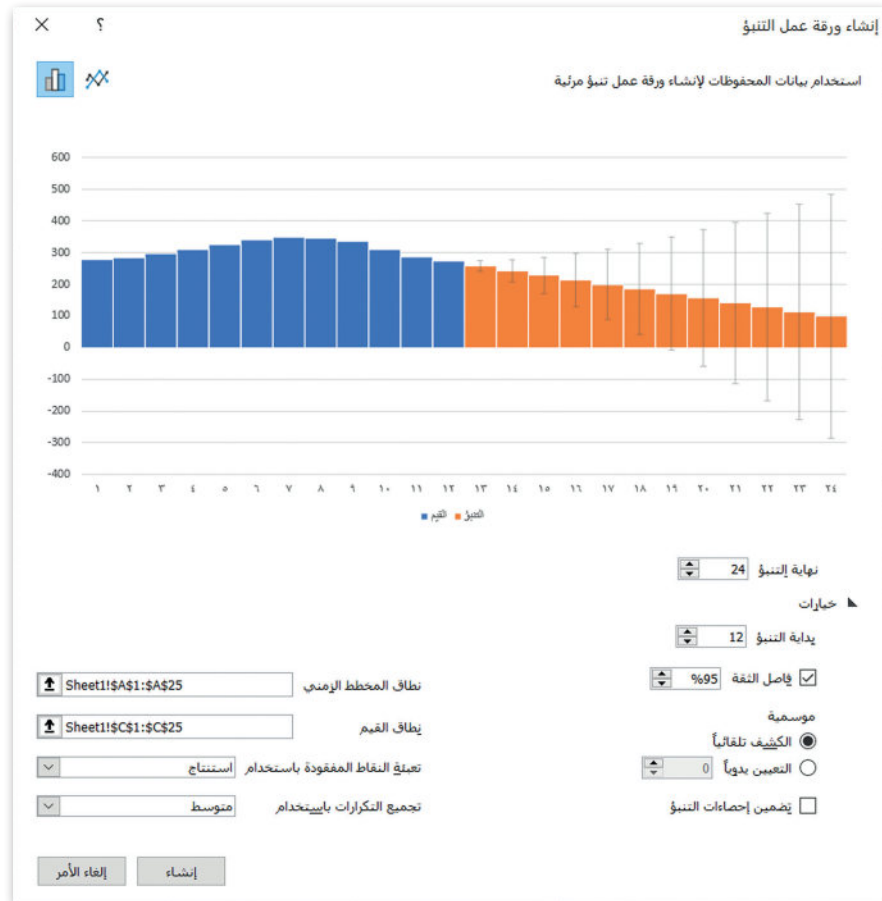 إنشاء ورقة عمل التنبؤ
؟
استخدام بيانات المحفوظات لإنشاء ورقة عمل تنبؤ مرئية
600
500
400
300
200
100
0
-100
-200
-300
-400
١ ٢ ٣ ٤ ٥ ٦ ٧ ٨ ٩ ١٠ ١١ ١٢ ١٣ ١٤ ١٥ ١٦ ١٧ ١٨ ١٩ ٢٠ ٢١ ٢٢ ٢٣ ٢٤
التنبؤ القيم
نهاية التنبؤ 24
خيارات
بداية التنبؤ 12
فاصل الثقة %95
نطاق المخطط الزمني Sheet1!$A$1:$A$25
موسمية
نطاق القيم Sheet1!$C$1:$C$25
الكشف تلقائياً
التعيين يدوياً 0
تعبئة النقاط المفقودة باستخدام استنتاج
تضمين إحصاءات التنبؤ
تجميع التكرارات باستخدام متوسط
إنشاء
إلغاء الأمر